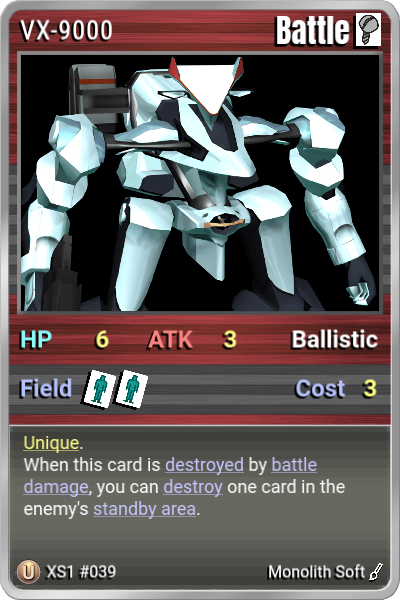 VX-9000 Battle
HP 6 ATK 3 Ballistic
Field Cost 3
Unique.
When this card is destroyed by battle
damage, you can destroy one card in the
enemy's standby area.
U XS1 #039 Monolith Soft